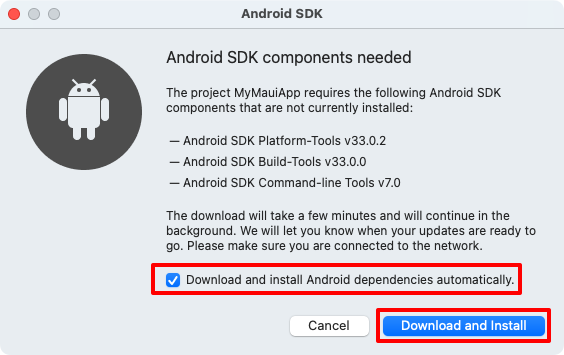 Android SDK
Android SDK components needed
The project MyMauiApp requires the following Android SDK
components that are not currently installed:
— Android SDK Platform-Tools v33.0.2
— Android SDK Build-Tools v33.0.0
— Android SDK Command-line Tools v7.0
The download will take a few minutes and will continue in the
background. We will let you know when your updates are ready to
go. Please make sure you are connected to the network.
Download and install Android dependencies automatically.
Cancel
Download and Install